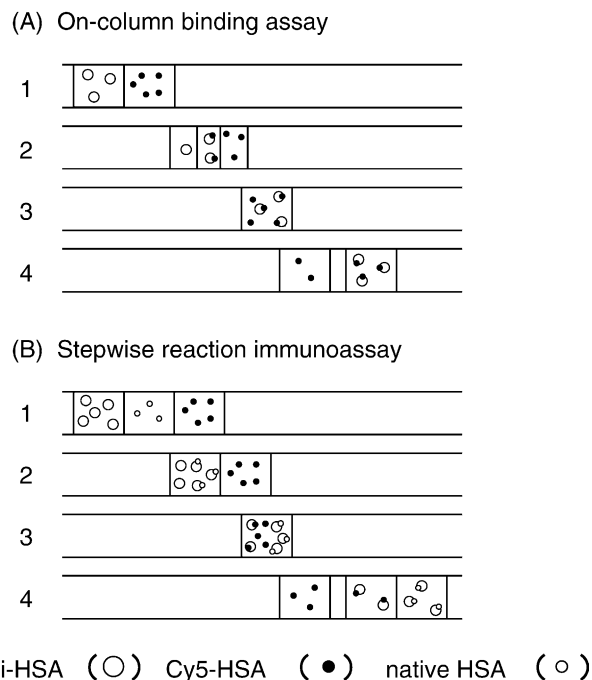 (A) On-column binding assay
1
2
3
4
(B) Stepwise reaction immunoassay
1
2
3
4
i-HSA ( ) Cy5-HSA ( ) native HSA ( )